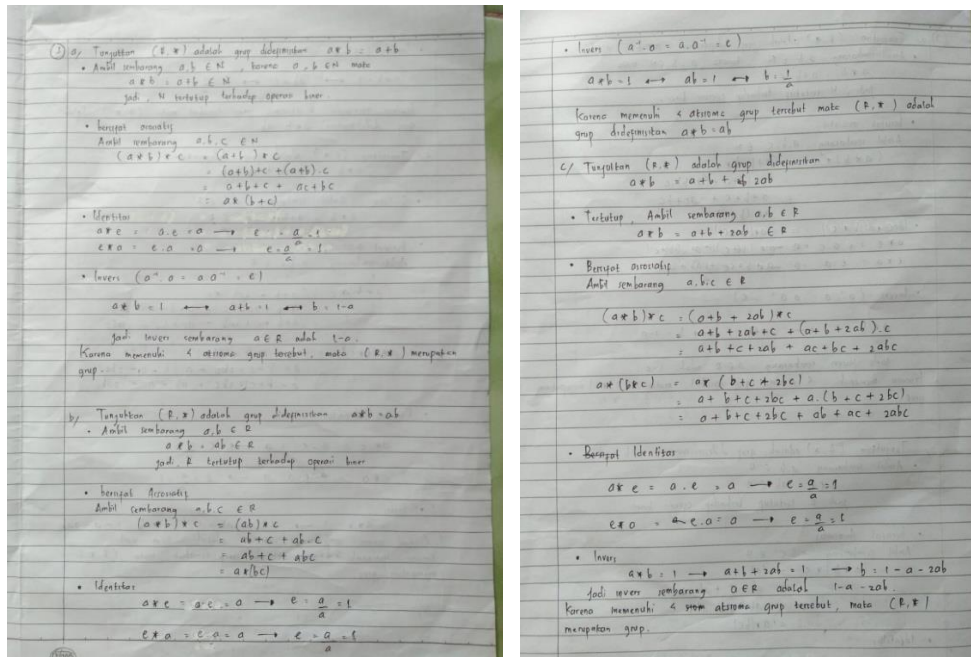 3) a) Tunjukkan (R, *) adalah grup didefinisikan a * b = a + b
• Ambil sembarang a, b ∈ N, karena a, b ∈ N maka
a * b = a + b ∈ N
Jadi, N tertutup terhadap operasi biner.
• bersifat asosiatif
Ambil sembarang a, b, c ∈ N
(a * b) * c = (a + b) * c
= (a+b)+c + (a+b).c
= a + b + c + ac + bc
= a * (b + c)
• Identitas
a * e = a.e = a → e = a/a = 1
e * a = e.a = a → e = a/a = 1
• Invers (a⁻¹ a = a a⁻¹ = e)
a * b = 1 ↔ a + b = 1 ↔ b = 1 - a
Jadi invers sembarang a ∈ R adalah 1-a.
Karena memenuhi 4 aksioma grup tersebut, maka (R, *) merupakan
grup.
b) Tunjukkan (R, *) adalah grup didefinisikan a * b = ab
• Ambil sembarang a, b ∈ R
a * b = ab ∈ R
Jadi, R tertutup terhadap operasi biner
• bersifat Asosiatif
Ambil sembarang a, b, c ∈ R
(a * b) * c = (ab) * c
= ab + c + ab.c
= ab + c + abc
= a * (bc)
• Identitas
a * e = a e = a → e = a/a = 1
e * a = e a = a → e = a/a = 1
• Invers (a⁻¹.a = a.a⁻¹ = e)
a * b = 1 ↔ ab = 1 ↔ b = 1/a
Karena memenuhi 4 aksioma grup tersebut maka (R, *) adalah
grup didefinisikan a * b = ab
c/ Tunjukkan (R, *) adalah grup didefinisikan
a * b = a + b + 2ab
• Tertutup, Ambil sembarang a, b ∈ R
a * b = a + b + 2ab ∈ R
• Bersifat asosiatif
Ambil sembarang a, b, c ∈ R
(a * b) * c = (a + b + 2ab) * c
= a + b + 2ab + c + (a + b + 2ab).c
= a + b + c + 2ab + ac + bc + 2abc
a * (b * c) = a * (b + c + 2bc)
= a + b + c + 2bc + a.(b + c + 2bc)
= a + b + c + 2bc + ab + ac + 2abc
• Identitas
a * e = a.e = a → e = a/a = 1
e * a = e.a = a → e = a/a = 1
• Invers
a * b = 1 → a + b + 2ab = 1 → b = 1 - a - 2ab
Jadi invers sembarang a ∈ R adalah 1 - a - 2ab.
Karena memenuhi 4 aksioma grup tersebut, maka (R, *)
merupakan grup.